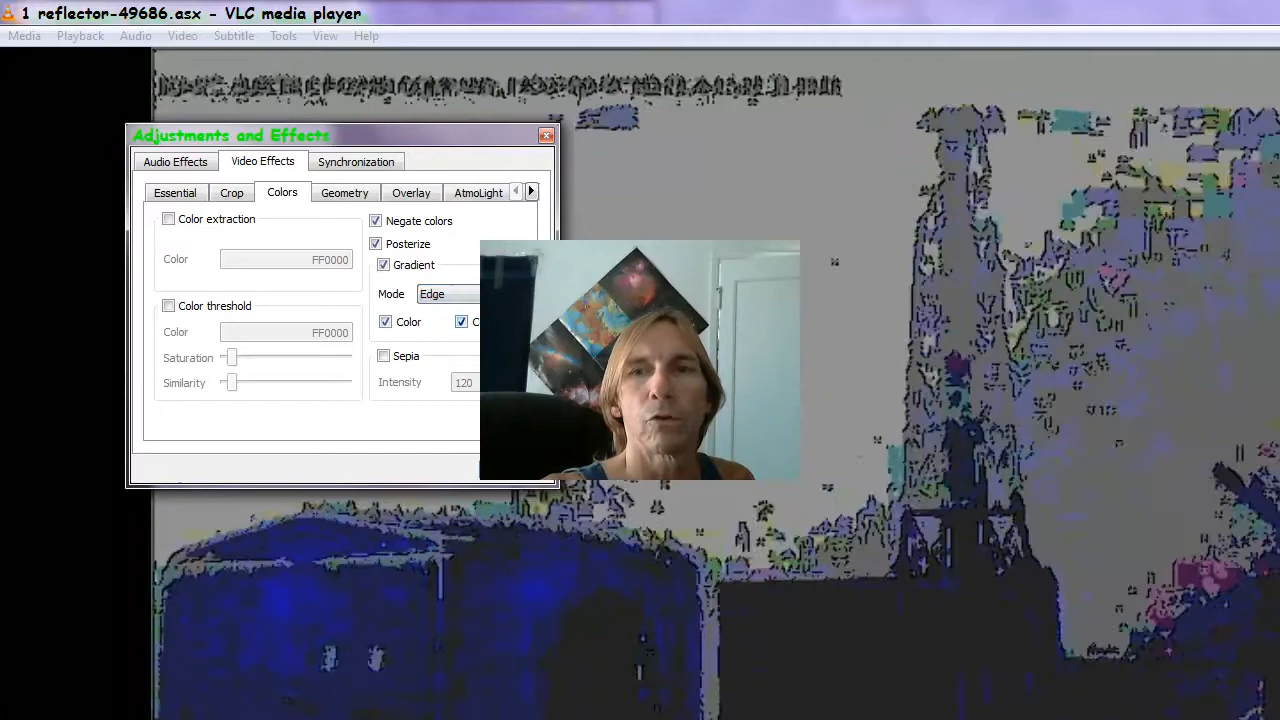 1 reflector-49686.asx - VLC media player
Media Playback Audio Video Subtitle Tools View Help
Adjustments and Effects
Audio Effects Video Effects Synchronization
Essential Crop Colors Geometry Overlay AtmoLight
Color extraction
Color FF0000
Color threshold
Color FF0000
Saturation
Similarity
Negate colors
Posterize
Gradient
Mode Edge
Color C
Sepia
Intensity 120